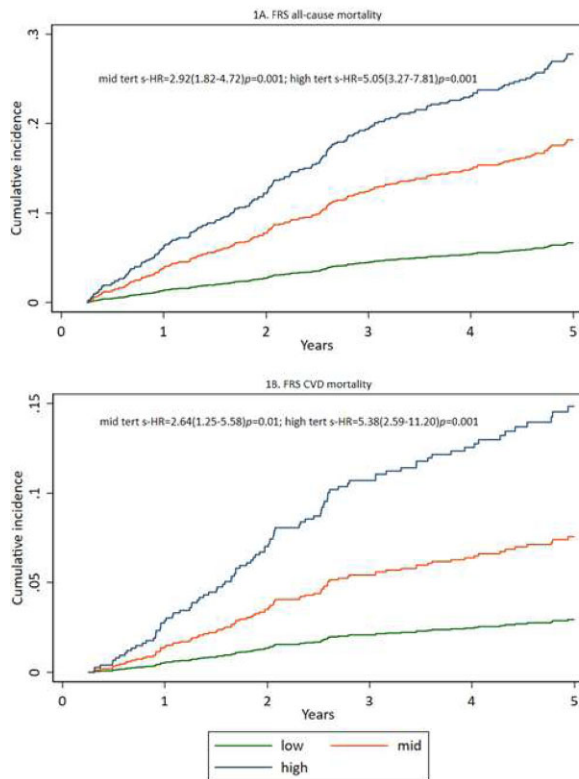 1A. FRS all-cause mortality
.3
mid tert s-HR=2.92(1.82-4.72)p=0.001; high tert s-HR=5.05(3.27-7.81)p=0.001
.2
Cumulative incidence
.1
0
0 1 2 3 4 5
Years
1B. FRS CVD mortality
.15
mid tert s-HR=2.64(1.25-5.58)p=0.01; high tert s-HR=5.38(2.59-11.20)p=0.001
.1
Cumulative incidence
.05
0
0 1 2 3 4 5
Years
low mid
high